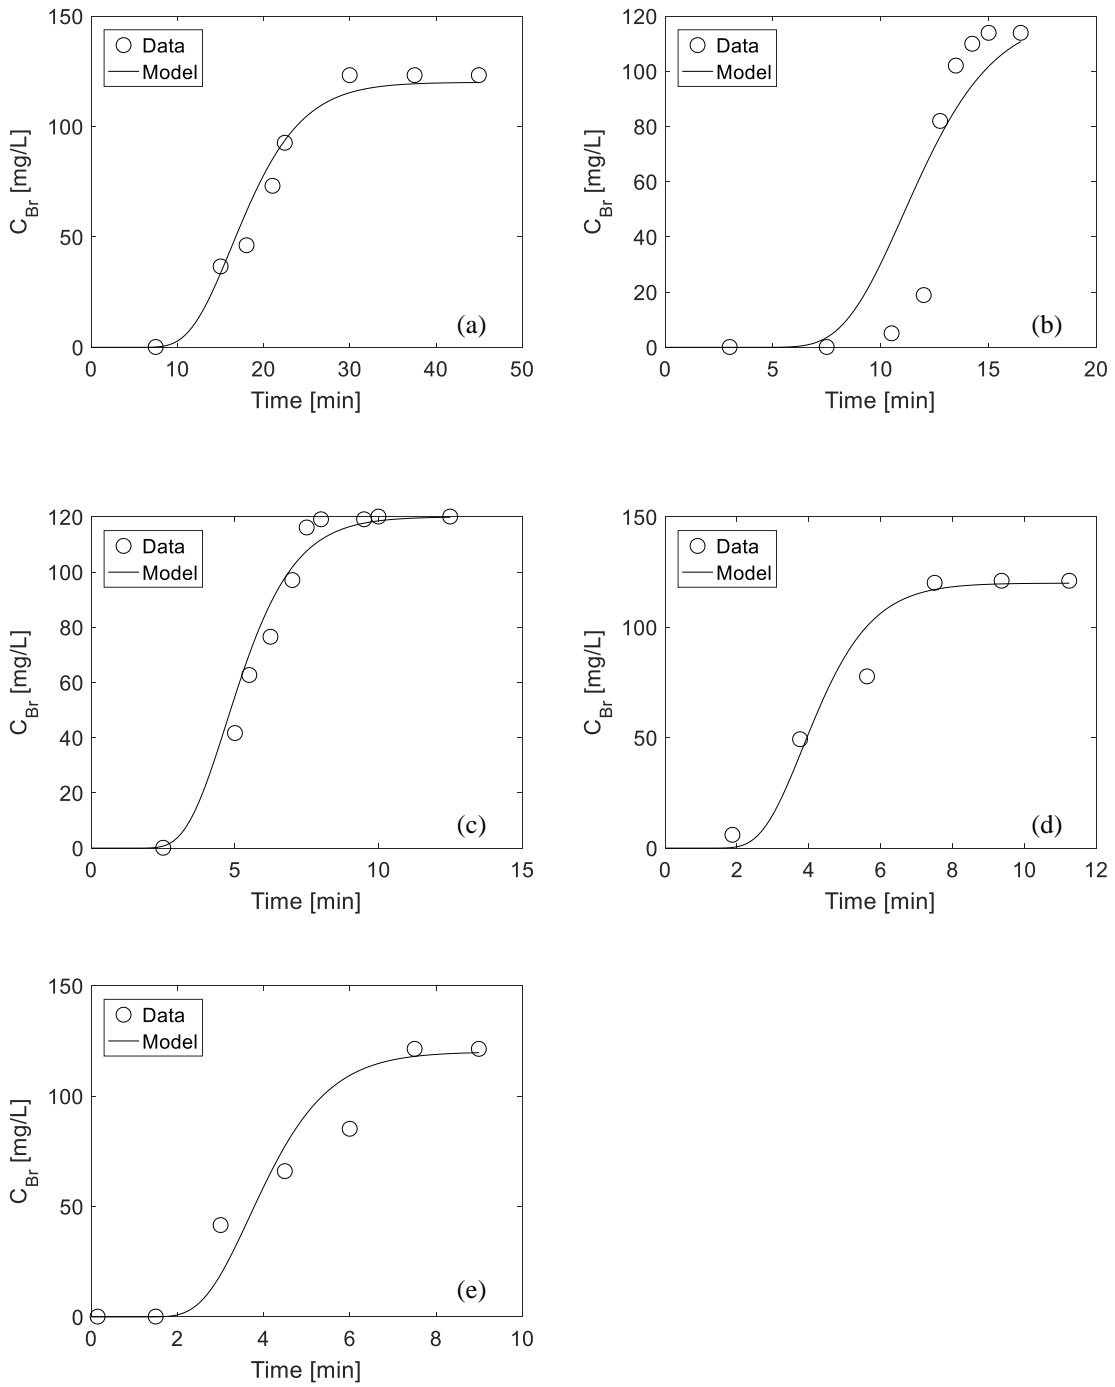 150
100
50
0
C_Br [mg/L]
Data
Model
(a)
0 10 20 30 40 50
Time [min]
120
100
80
60
40
20
0
C_Br [mg/L]
Data
Model
(b)
0 5 10 15 20
Time [min]
120
100
80
60
40
20
0
C_Br [mg/L]
Data
Model
(c)
0 5 10 15
Time [min]
150
100
50
0
C_Br [mg/L]
Data
Model
(d)
0 2 4 6 8 10 12
Time [min]
150
100
50
0
C_Br [mg/L]
Data
Model
(e)
0 2 4 6 8 10
Time [min]